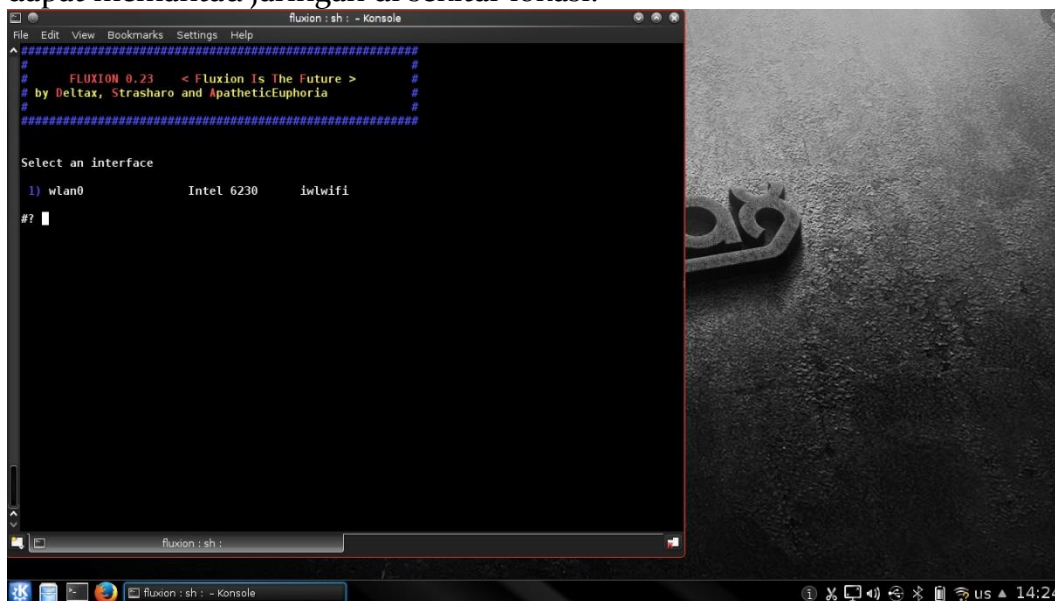 dapat memantau jaringan di sekitar lokasi.
fluxion : sh : – Konsole
File Edit View Bookmarks Settings Help
#########################################################
# #
# FLUXION 0.23 < Fluxion Is The Future > #
# by Deltax, Strasharo and ApatheticEuphoria #
# #
#########################################################
Select an interface
1) wlan0 Intel 6230 iwlwifi
#?
fluxion : sh :
fluxion : sh : – Konsole
us
14:24